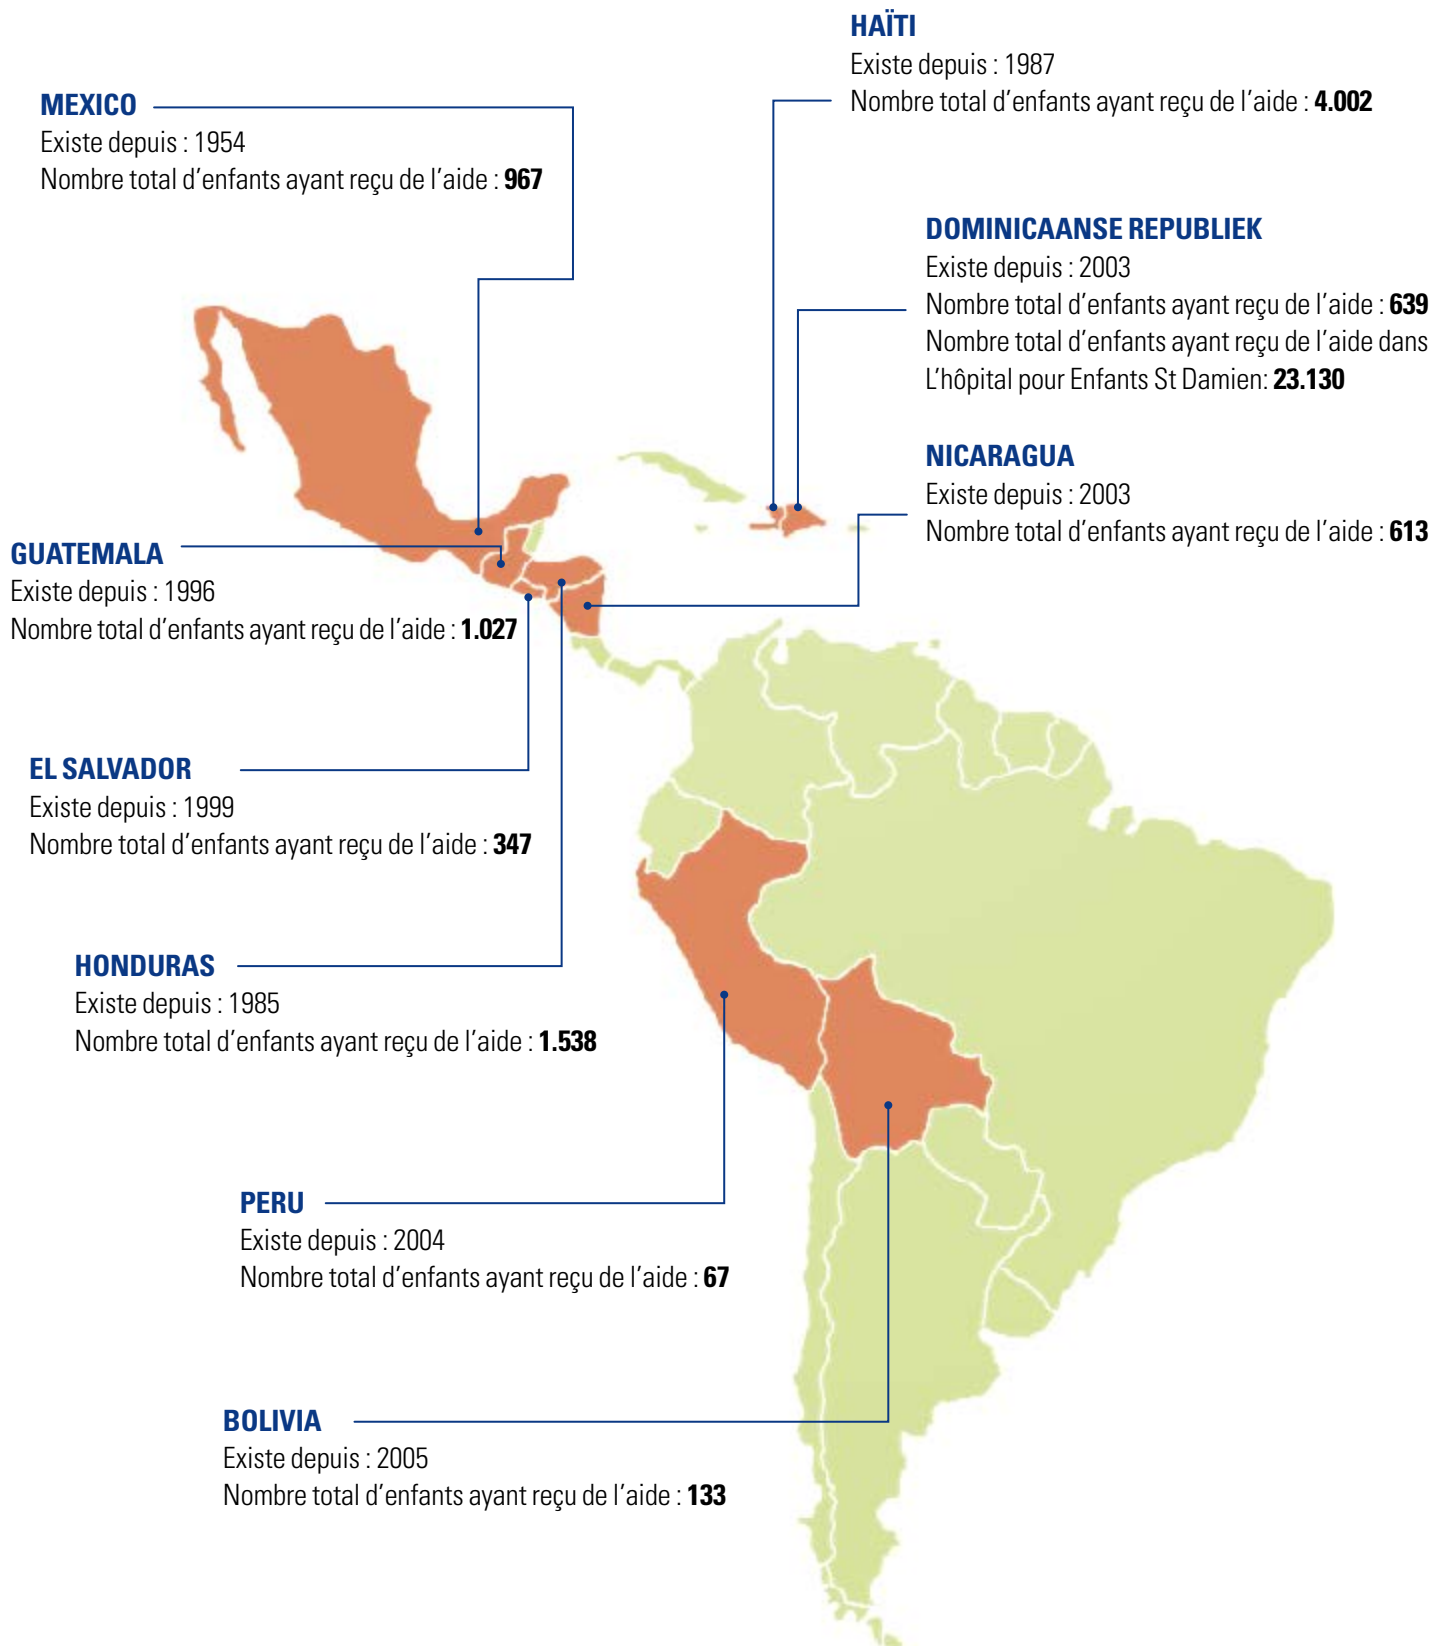 HAÏTI
Existe depuis : 1987
Nombre total d’enfants ayant reçu de l’aide : 4.002
MEXICO
Existe depuis : 1954
Nombre total d’enfants ayant reçu de l’aide : 967
DOMINICAANSE REPUBLIEK
Existe depuis : 2003
Nombre total d’enfants ayant reçu de l’aide : 639
Nombre total d’enfants ayant reçu de l’aide dans
L’hôpital pour Enfants St Damien: 23.130
NICARAGUA
Existe depuis : 2003
Nombre total d’enfants ayant reçu de l’aide : 613
GUATEMALA
Existe depuis : 1996
Nombre total d’enfants ayant reçu de l’aide : 1.027
EL SALVADOR
Existe depuis : 1999
Nombre total d’enfants ayant reçu de l’aide : 347
HONDURAS
Existe depuis : 1985
Nombre total d’enfants ayant reçu de l’aide : 1.538
PERU
Existe depuis : 2004
Nombre total d’enfants ayant reçu de l’aide : 67
BOLIVIA
Existe depuis : 2005
Nombre total d’enfants ayant reçu de l’aide : 133